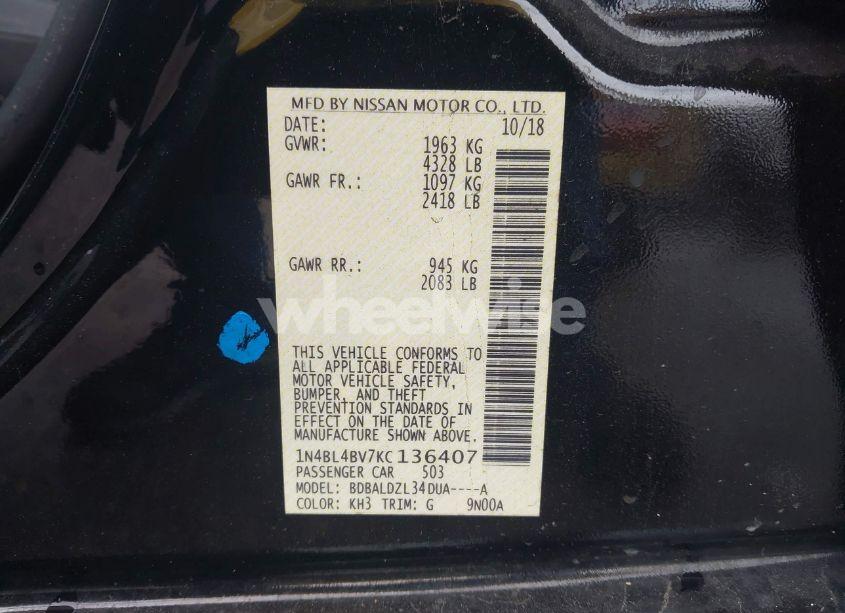 MFD BY NISSAN MOTOR CO., LTD.
DATE: 10/18
GVWR: 1963 KG
4328 LB
GAWR FR.: 1097 KG
2418 LB
GAWR RR.: 945 KG
2083 LB
wheelwise
THIS VEHICLE CONFORMS TO
ALL APPLICABLE FEDERAL
MOTOR VEHICLE SAFETY,
BUMPER, AND THEFT
PREVENTION STANDARDS IN
EFFECT ON THE DATE OF
MANUFACTURE SHOWN ABOVE.
1N4BL4BV7KC136407
PASSENGER CAR 503
MODEL: BDBALDZL34DUA----A
COLOR: KH3 TRIM: G 9N00A